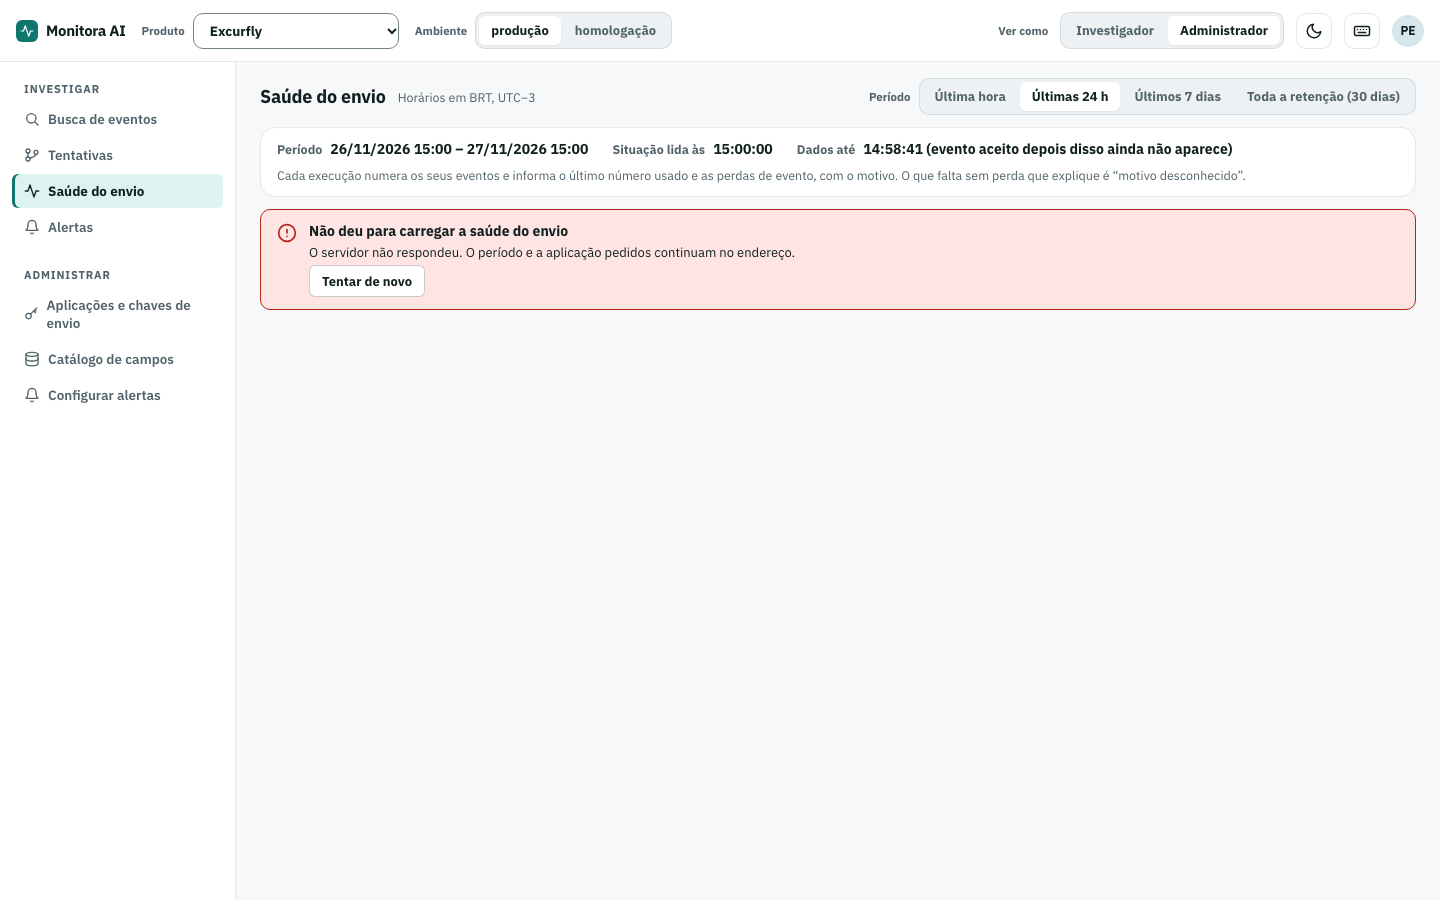 Monitora AI
Produto
Excurfly
Ambiente
produção
homologação
Ver como
Investigador
Administrador
PE
INVESTIGAR
Busca de eventos
Tentativas
Saúde do envio
Alertas
ADMINISTRAR
Aplicações e chaves de
envio
Catálogo de campos
Configurar alertas
Saúde do envio
Horários em BRT, UTC−3
Período
Última hora
Últimas 24 h
Últimos 7 dias
Toda a retenção (30 dias)
Período 26/11/2026 15:00 – 27/11/2026 15:00 Situação lida às 15:00:00 Dados até 14:58:41 (evento aceito depois disso ainda não aparece)
Cada execução numera os seus eventos e informa o último número usado e as perdas de evento, com o motivo. O que falta sem perda que explique é “motivo desconhecido”.
Não deu para carregar a saúde do envio
O servidor não respondeu. O período e a aplicação pedidos continuam no endereço.
Tentar de novo